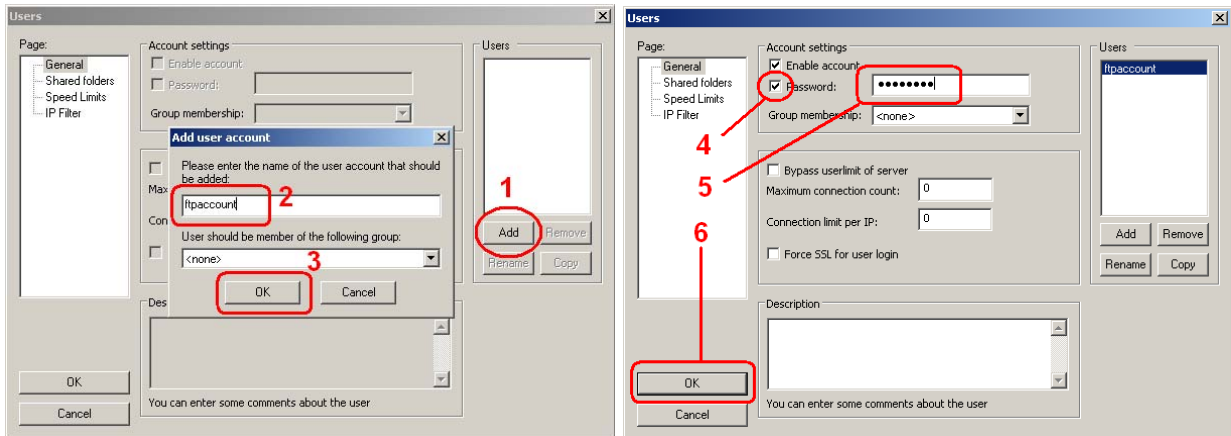 Users
Page:
General
Shared folders
Speed Limits
IP Filter
Account settings
Enable account
Password:
Group membership:
Users
Add user account
Please enter the name of the user account that should
be added:
ftpaccount
2
User should be member of the following group:
<none>
3
OK
Cancel
Max
Con
1
Add
Remove
Rename
Copy
Des
OK
Cancel
You can enter some comments about the user
Users
Page:
General
Shared folders
Speed Limits
IP Filter
Account settings
Enable account
Password:
Group membership:
<none>
4
5
Bypass userlimit of server
Maximum connection count:
0
Connection limit per IP:
0
Force SSL for user login
6
Users
ftpaccount
Add
Remove
Rename
Copy
Description
OK
Cancel
You can enter some comments about the user